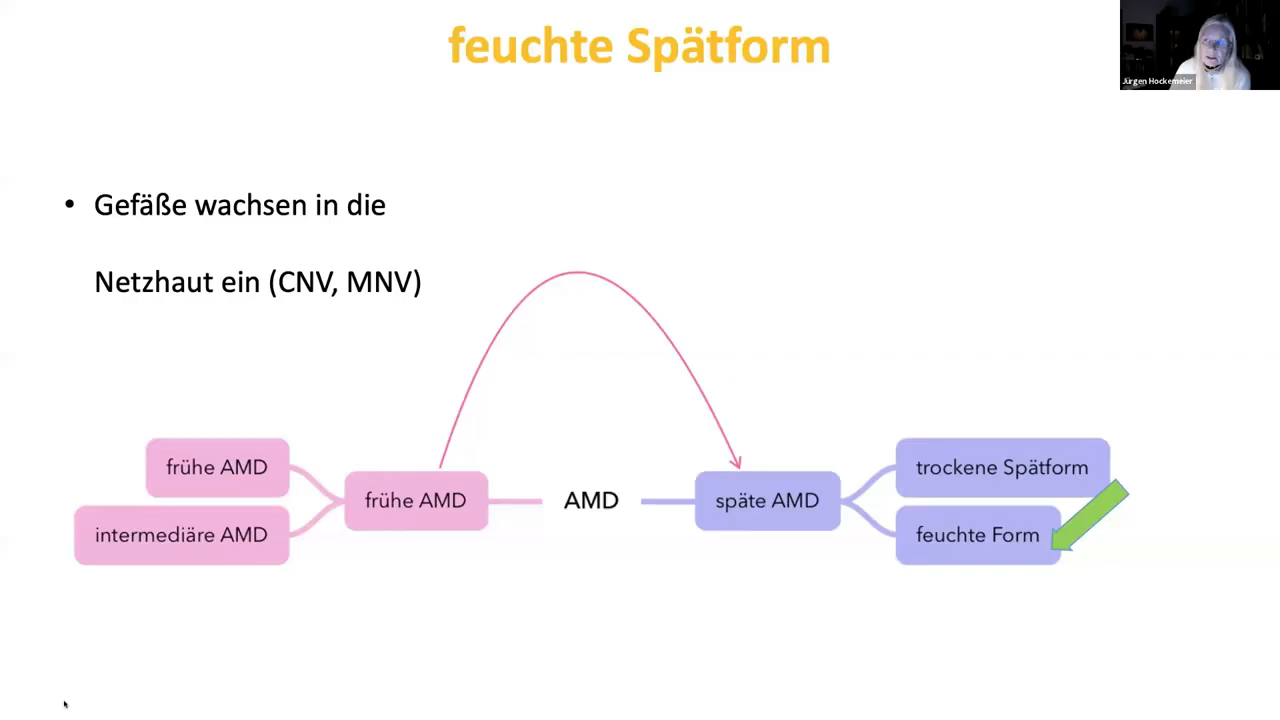 feuchte Spätform
Jürgen Hockemeier
• Gefäße wachsen in die
Netzhaut ein (CNV, MNV)
frühe AMD
intermediäre AMD
frühe AMD
AMD
späte AMD
trockene Spätform
feuchte Form